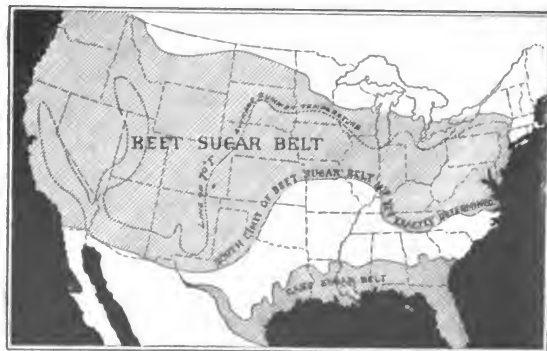 BEET SUGAR BELT
LINE OF 70° F. AVERAGE SUMMER TEMPERATURE
SOUTH LIMIT OF BEET SUGAR BELT NOT YET EXACTLY DETERMINED
CANE SUGAR BELT